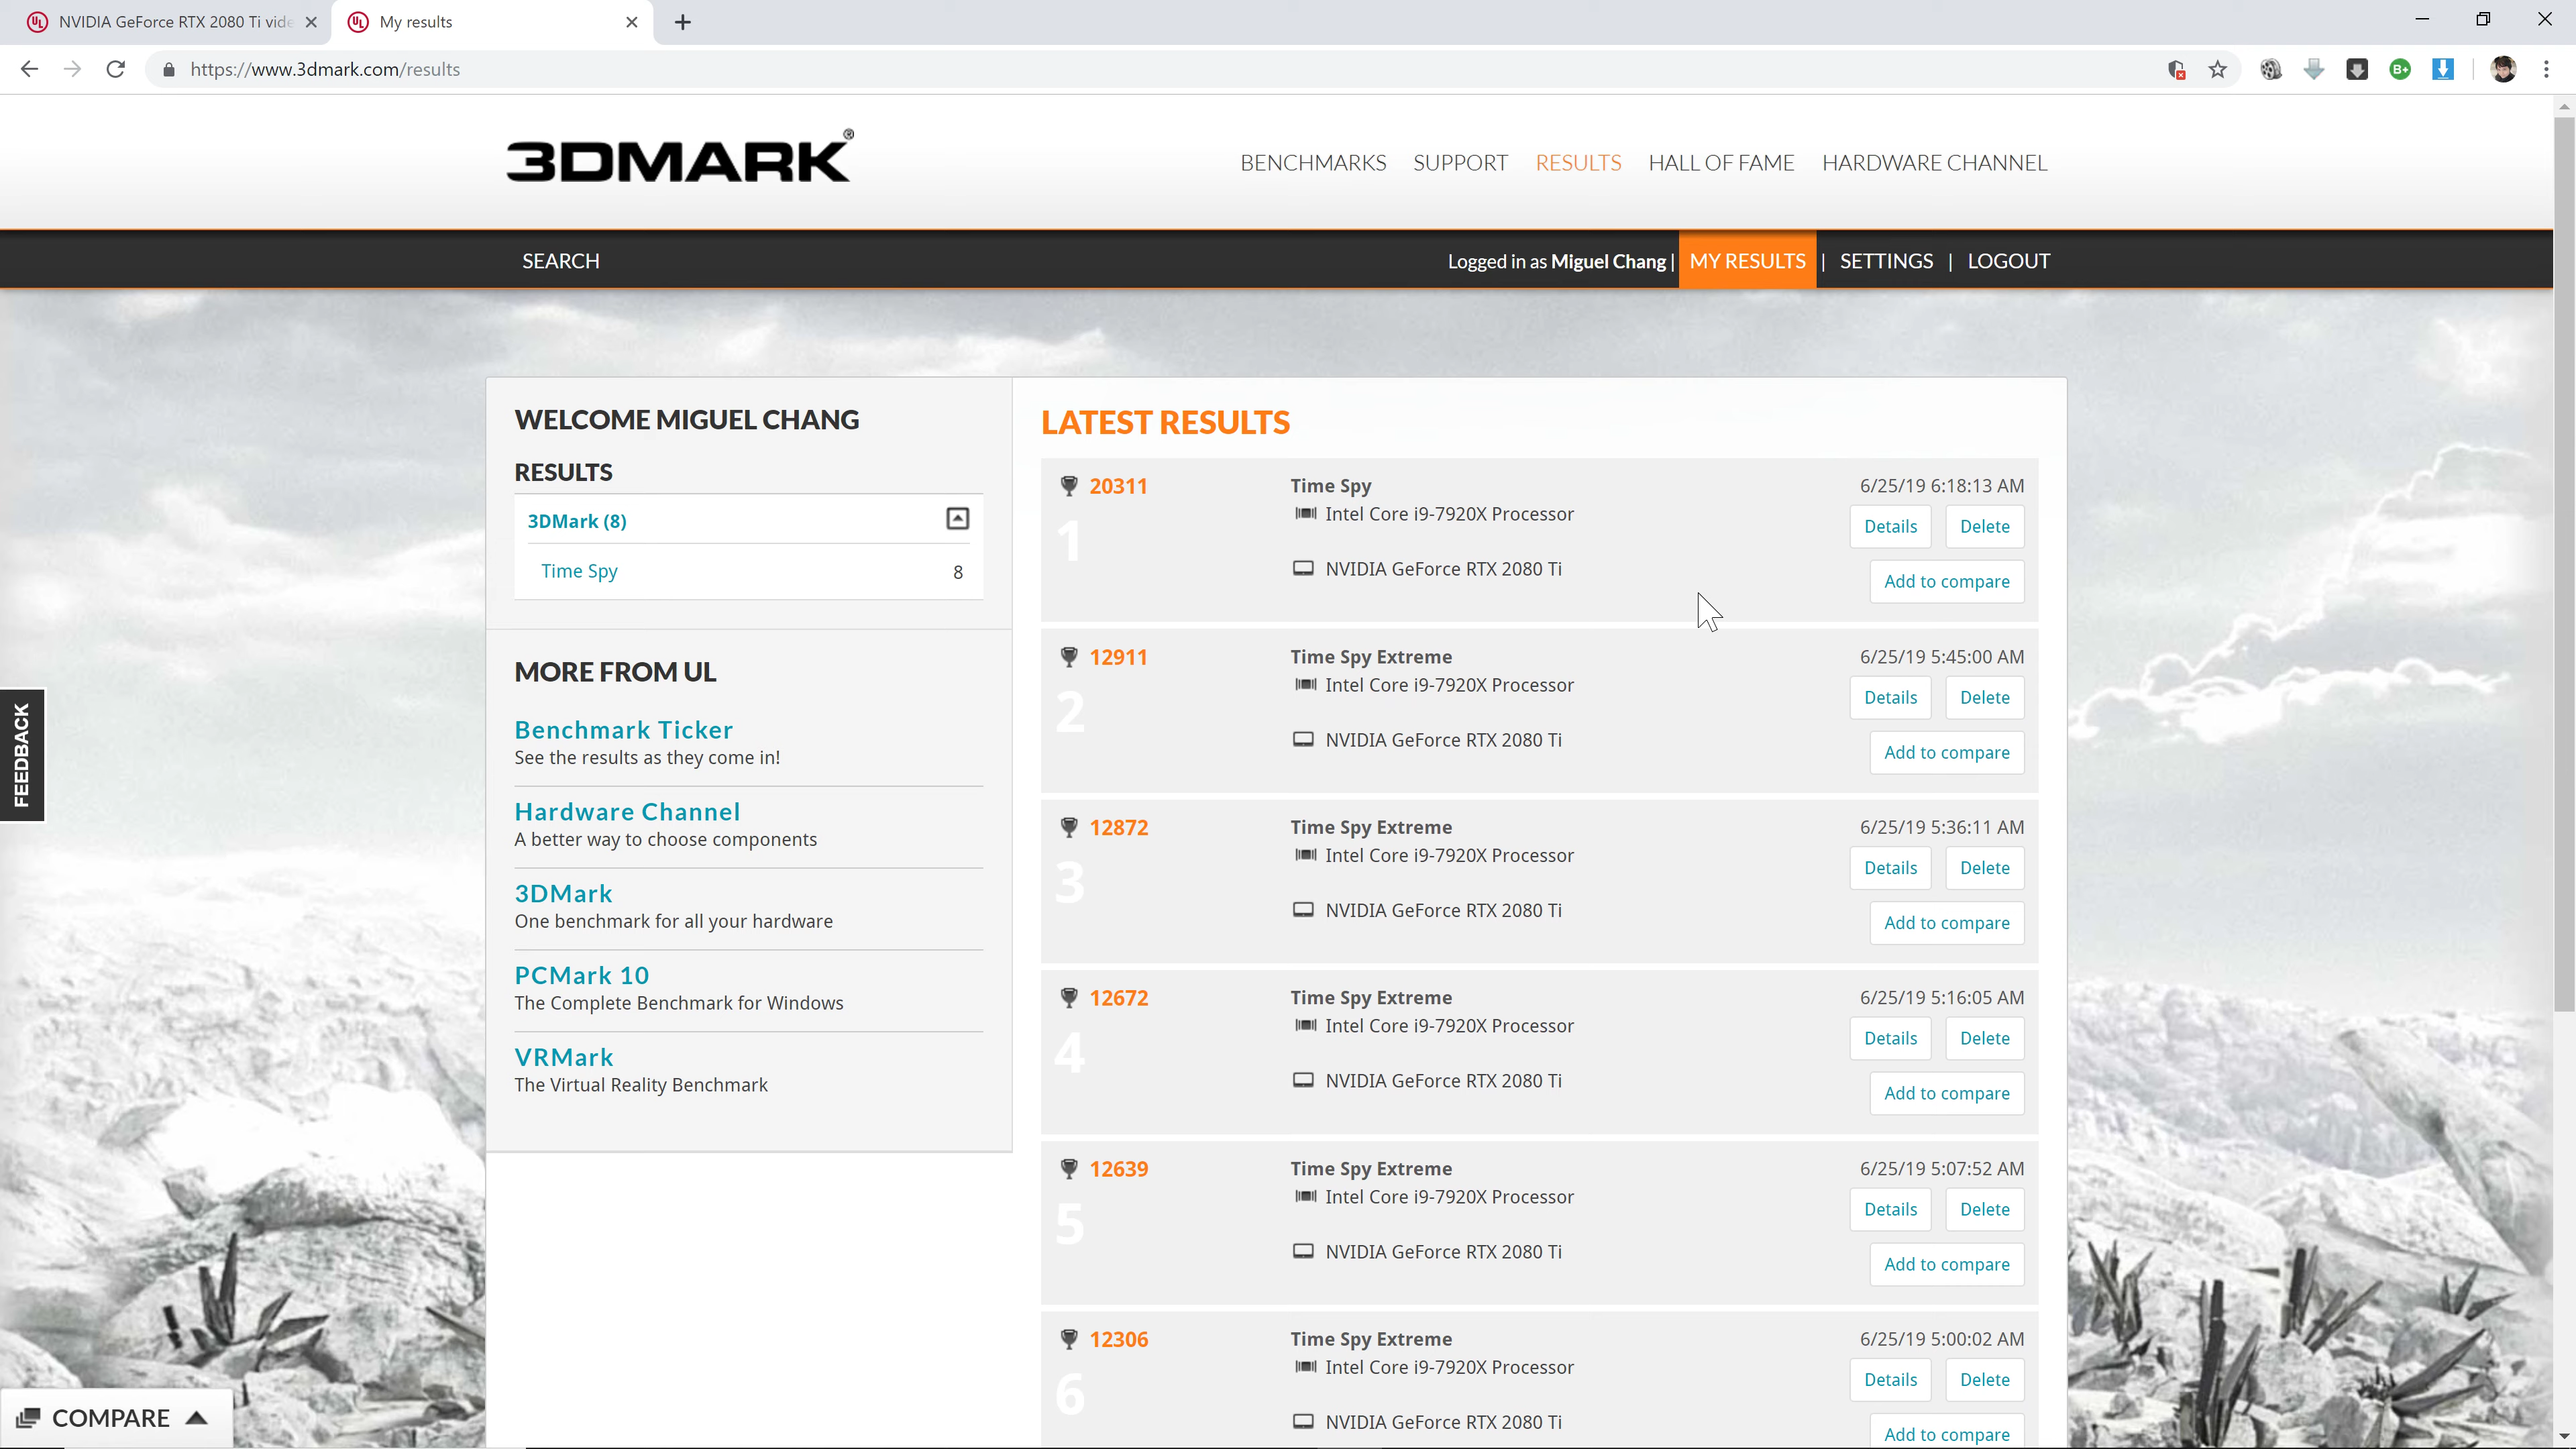 NVIDIA GeForce RTX 2080 Ti vide
My results
https://www.3dmark.com/results
3DMARK®
BENCHMARKS SUPPORT RESULTS HALL OF FAME HARDWARE CHANNEL
SEARCH
Logged in as Miguel Chang | MY RESULTS | SETTINGS | LOGOUT
WELCOME MIGUEL CHANG
RESULTS
3DMark (8)
Time Spy 8
MORE FROM UL
Benchmark Ticker
See the results as they come in!
Hardware Channel
A better way to choose components
3DMark
One benchmark for all your hardware
PCMark 10
The Complete Benchmark for Windows
VRMark
The Virtual Reality Benchmark
LATEST RESULTS
20311 Time Spy 6/25/19 6:18:13 AM
1 Intel Core i9-7920X Processor Details Delete
NVIDIA GeForce RTX 2080 Ti Add to compare
12911 Time Spy Extreme 6/25/19 5:45:00 AM
2 Intel Core i9-7920X Processor Details Delete
NVIDIA GeForce RTX 2080 Ti Add to compare
12872 Time Spy Extreme 6/25/19 5:36:11 AM
3 Intel Core i9-7920X Processor Details Delete
NVIDIA GeForce RTX 2080 Ti Add to compare
12672 Time Spy Extreme 6/25/19 5:16:05 AM
4 Intel Core i9-7920X Processor Details Delete
NVIDIA GeForce RTX 2080 Ti Add to compare
12639 Time Spy Extreme 6/25/19 5:07:52 AM
5 Intel Core i9-7920X Processor Details Delete
NVIDIA GeForce RTX 2080 Ti Add to compare
12306 Time Spy Extreme 6/25/19 5:00:02 AM
6 Intel Core i9-7920X Processor Details Delete
NVIDIA GeForce RTX 2080 Ti Add to compare
FEEDBACK
COMPARE